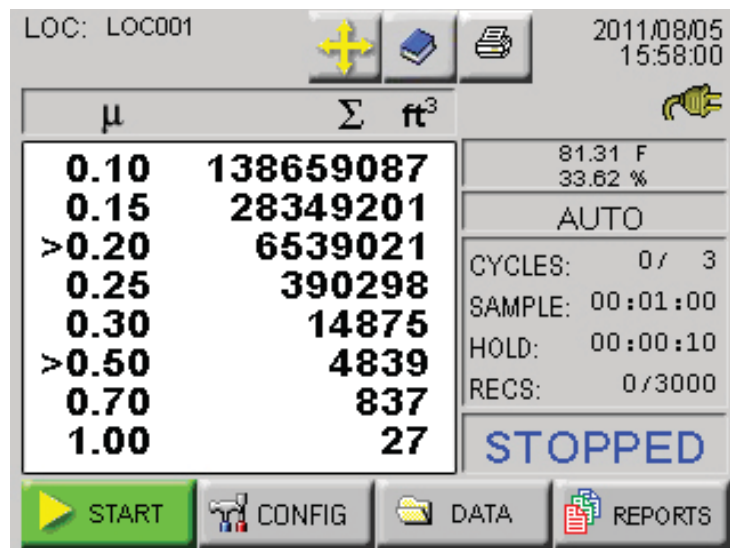 LOC: LOC001
2011/08/05
15:58:00
µ Σ ft³
0.10 138659087
0.15 28349201
>0.20 6539021
0.25 390298
0.30 14875
>0.50 4839
0.70 837
1.00 27
81.31 F
33.62 %
AUTO
CYCLES: 0/ 3
SAMPLE: 00:01:00
HOLD: 00:00:10
RECS: 0/3000
STOPPED
START CONFIG DATA REPORTS